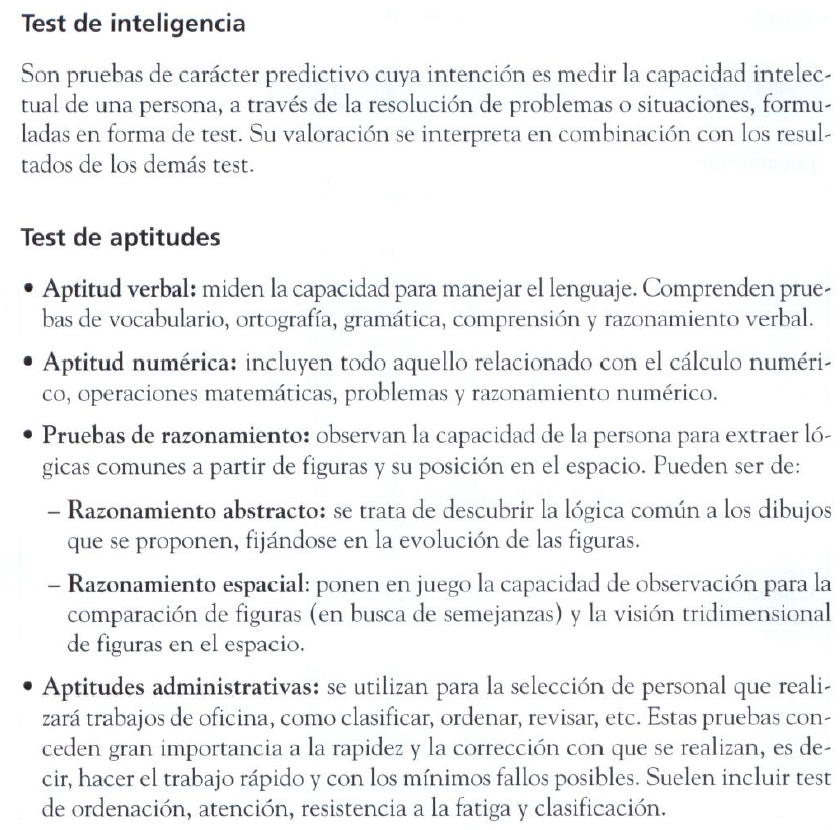 Test de inteligencia
Son pruebas de carácter predictivo cuya intención es medir la capacidad intelec-
tual de una persona, a través de la resolución de problemas o situaciones, formu-
ladas en forma de test. Su valoración se interpreta en combinación con los resul-
tados de los demás test.
Test de aptitudes
• Aptitud verbal: miden la capacidad para manejar el lenguaje. Comprenden prue-
bas de vocabulario, ortografía, gramática, comprensión y razonamiento verbal.
• Aptitud numérica: incluyen todo aquello relacionado con el cálculo numéri-
co, operaciones matemáticas, problemas y razonamiento numérico.
• Pruebas de razonamiento: observan la capacidad de la persona para extraer ló-
gicas comunes a partir de figuras y su posición en el espacio. Pueden ser de:
– Razonamiento abstracto: se trata de descubrir la lógica común a los dibujos
que se proponen, fijándose en la evolución de las figuras.
– Razonamiento espacial: ponen en juego la capacidad de observación para la
comparación de figuras (en busca de semejanzas) y la visión tridimensional
de figuras en el espacio.
• Aptitudes administrativas: se utilizan para la selección de personal que reali-
zará trabajos de oficina, como clasificar, ordenar, revisar, etc. Estas pruebas con-
ceden gran importancia a la rapidez y la corrección con que se realizan, es de-
cir, hacer el trabajo rápido y con los mínimos fallos posibles. Suelen incluir test
de ordenación, atención, resistencia a la fatiga y clasificación.